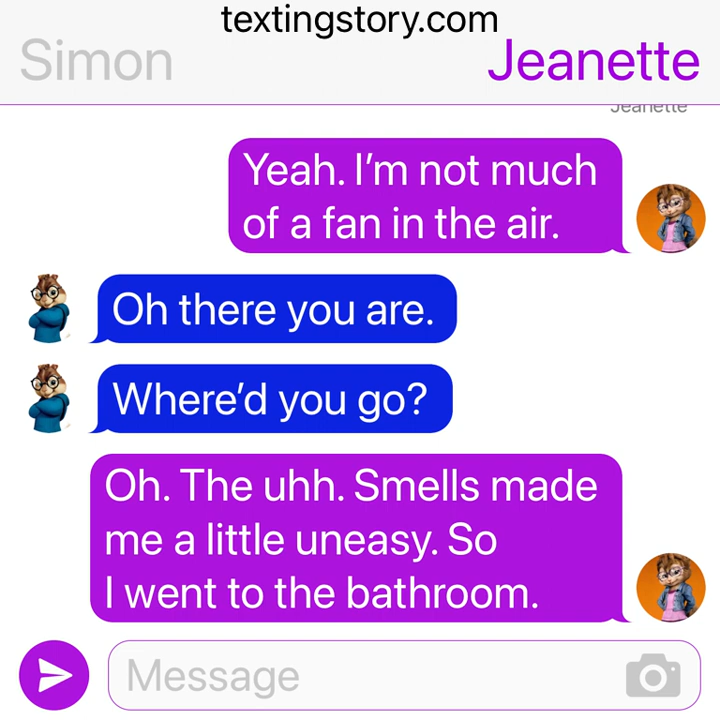 textingstory.com
Simon
Jeanette
Jeanette
Yeah. I’m not much
of a fan in the air.
Oh there you are.
Where’d you go?
Oh. The uhh. Smells made
me a little uneasy. So
I went to the bathroom.
Message